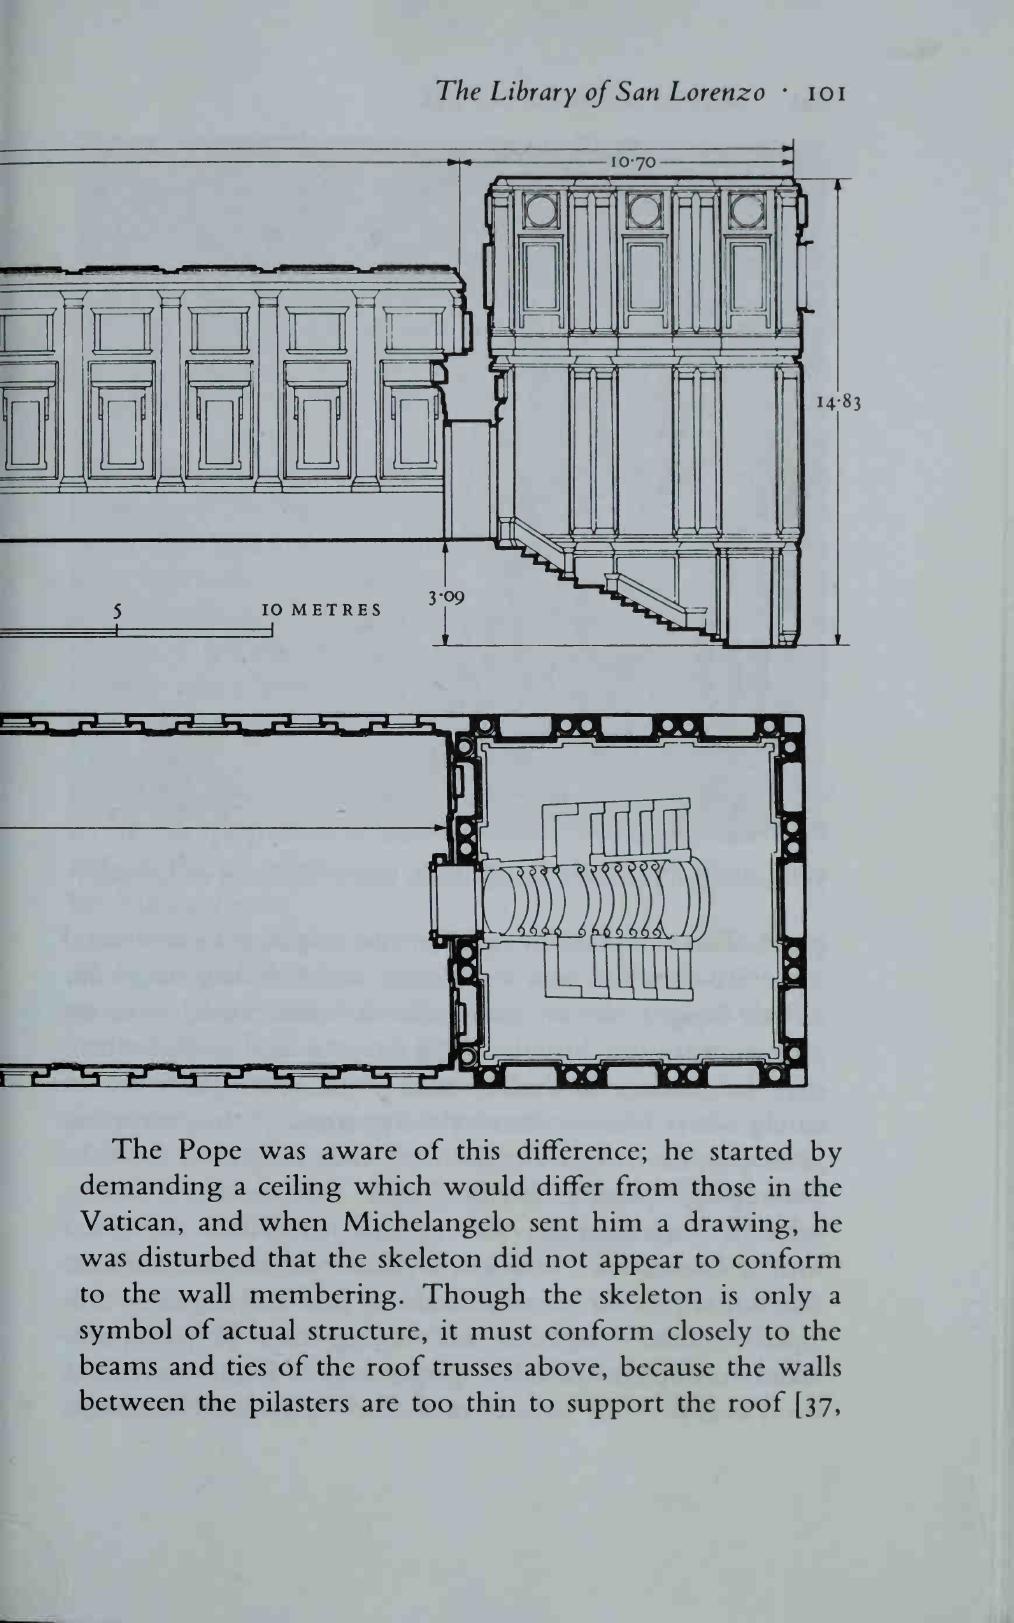 The Library of San Lorenzo · 101
10·70
14·83
3·09
5 10 METRES
The Pope was aware of this difference; he started by
demanding a ceiling which would differ from those in the
Vatican, and when Michelangelo sent him a drawing, he
was disturbed that the skeleton did not appear to conform
to the wall membering. Though the skeleton is only a
symbol of actual structure, it must conform closely to the
beams and ties of the roof trusses above, because the walls
between the pilasters are too thin to support the roof [37,